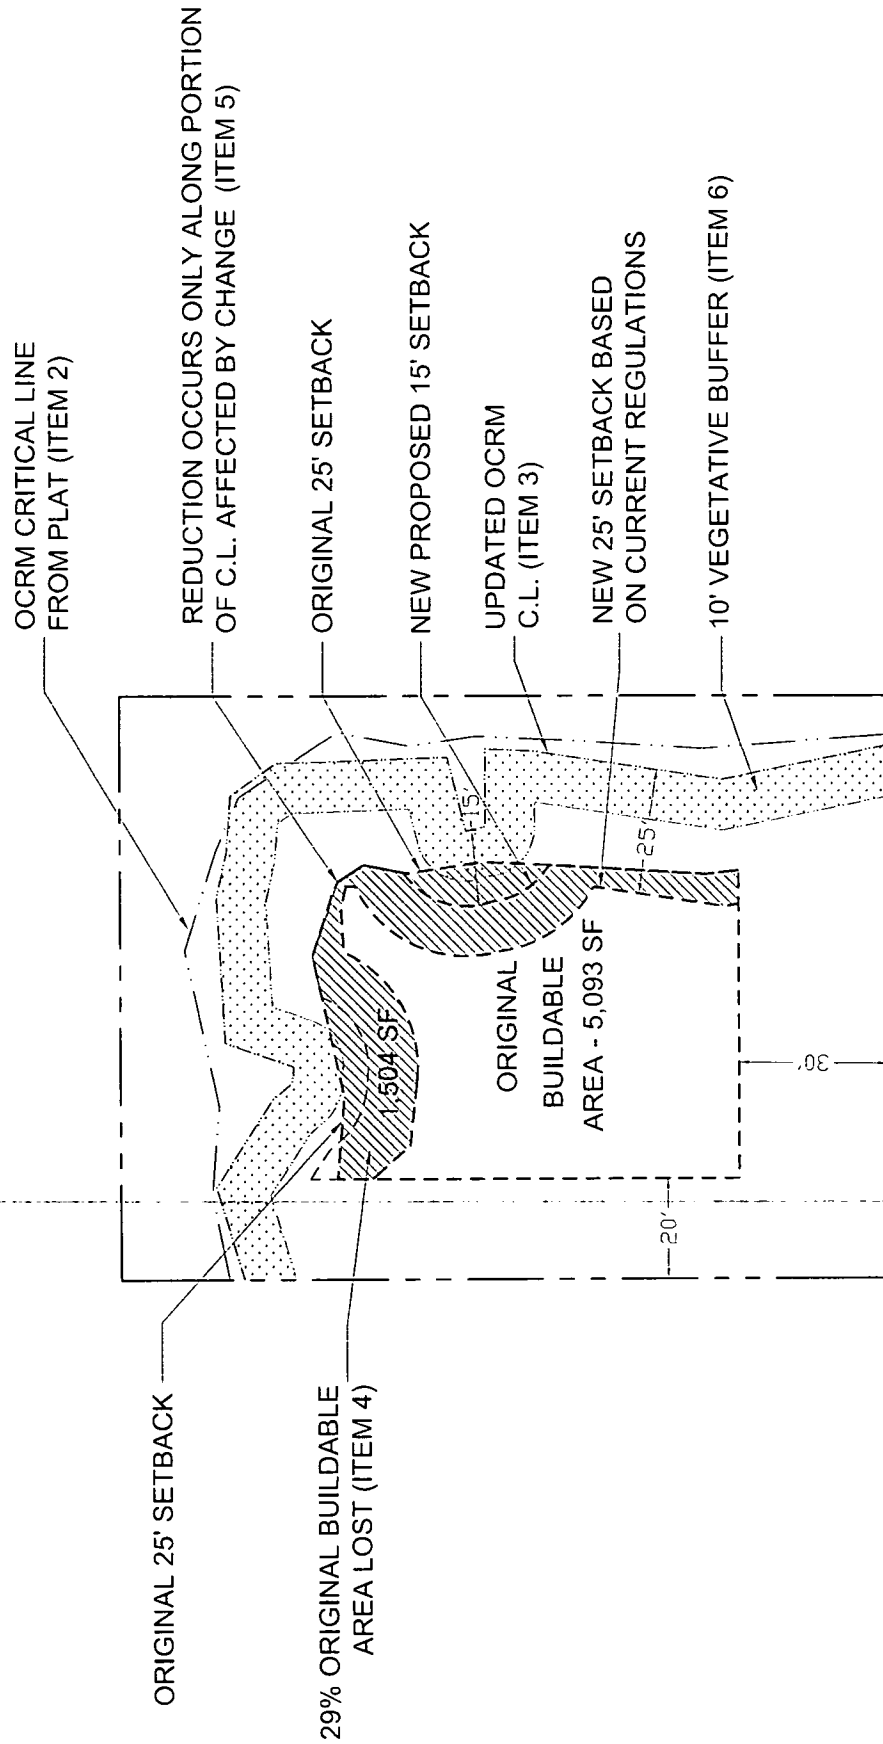 OCRM CRITICAL LINE
FROM PLAT (ITEM 2)
REDUCTION OCCURS ONLY ALONG PORTION
OF C.L. AFFECTED BY CHANGE (ITEM 5)
ORIGINAL 25' SETBACK
NEW PROPOSED 15' SETBACK
UPDATED OCRM
C.L. (ITEM 3)
NEW 25' SETBACK BASED
ON CURRENT REGULATIONS
10' VEGETATIVE BUFFER (ITEM 6)
15'
25'
1,504 SF
ORIGINAL
BUILDABLE
AREA - 5,093 SF
30'
20'
ORIGINAL 25' SETBACK
29% ORIGINAL BUILDABLE
AREA LOST (ITEM 4)